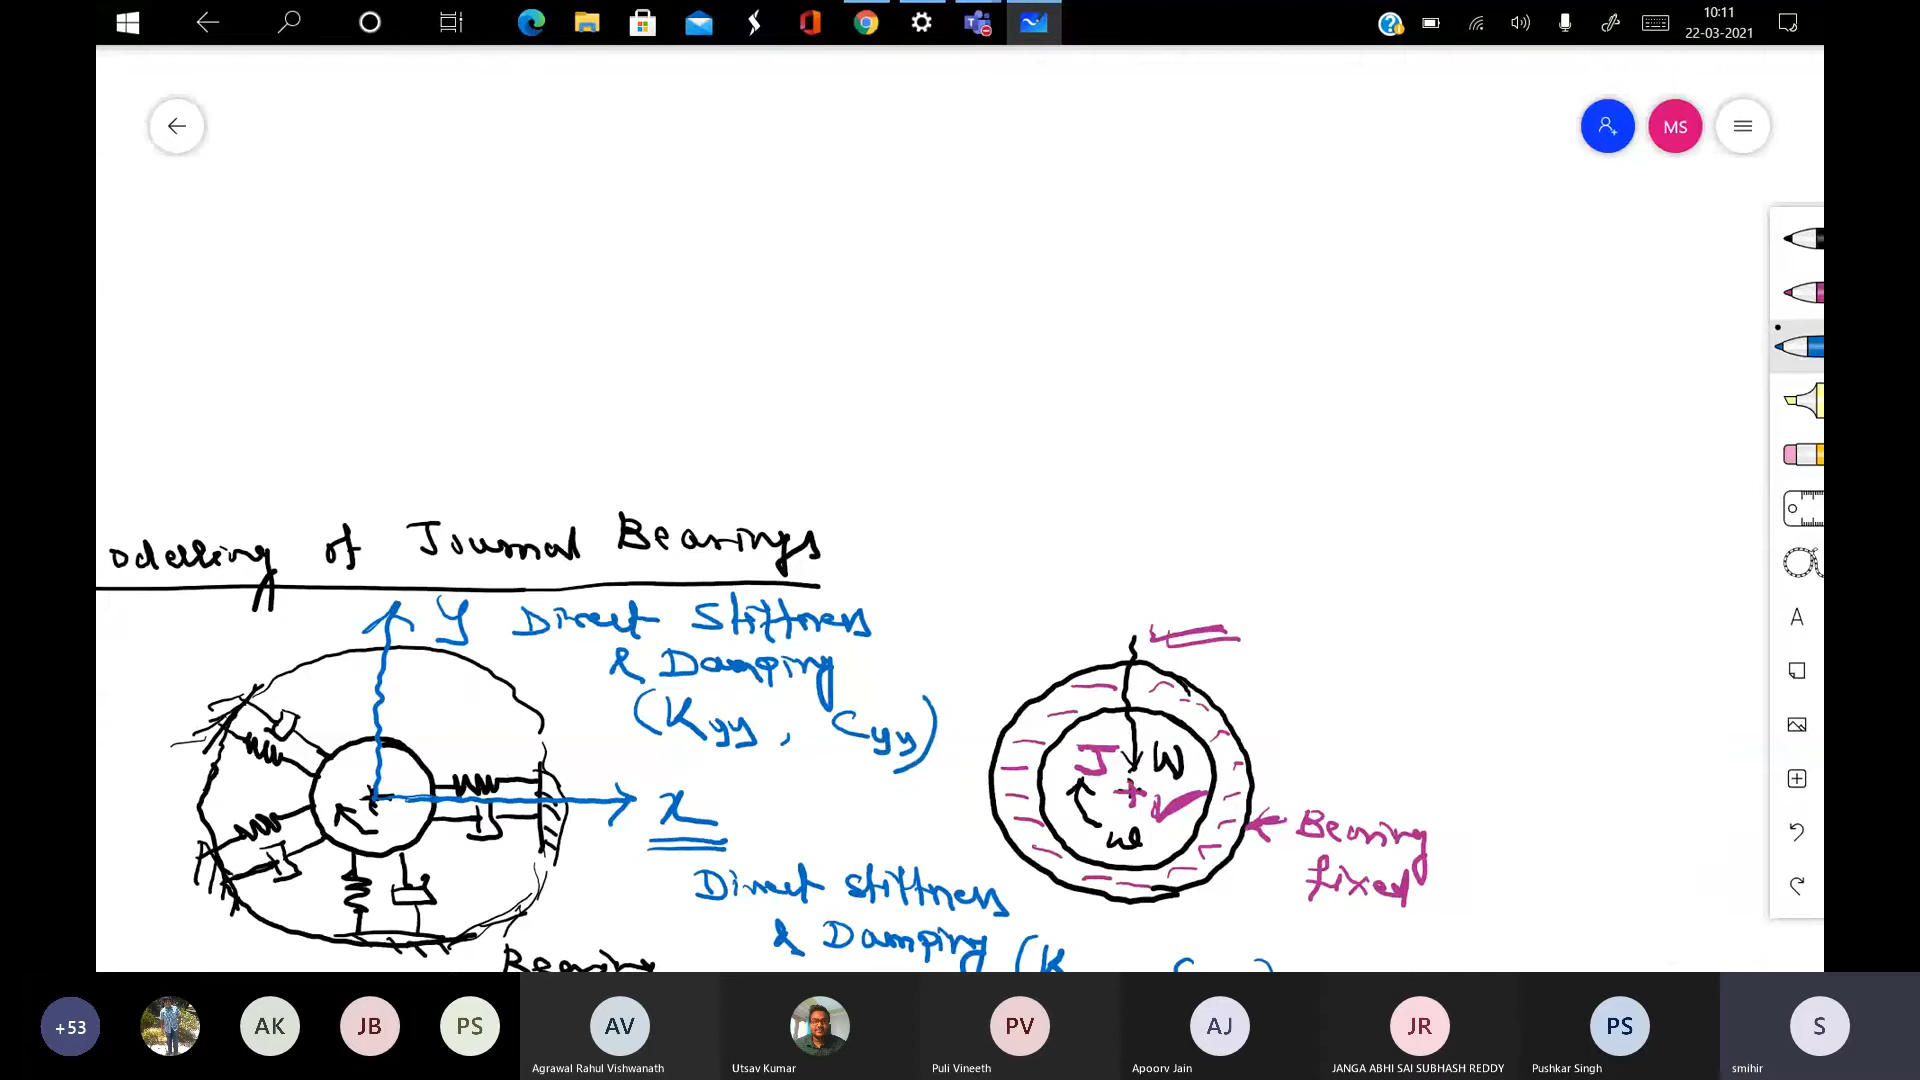 10:11
22-03-2021
MS
odelling of Journal Bearings
y Direct Stiffness
& Damping
(Kyy, Cyy)
x
J W
ω
Bearing
fixed
Direct stiffness
& Damping (K
Bearing
A
+53
AK
JB
PS
AV
PV
AJ
JR
PS
S
Agrawal Rahul Vishwanath
Utsav Kumar
Puli Vineeth
Apoorv Jain
JANGA ABHI SAI SUBHASH REDDY
Pushkar Singh
smihir